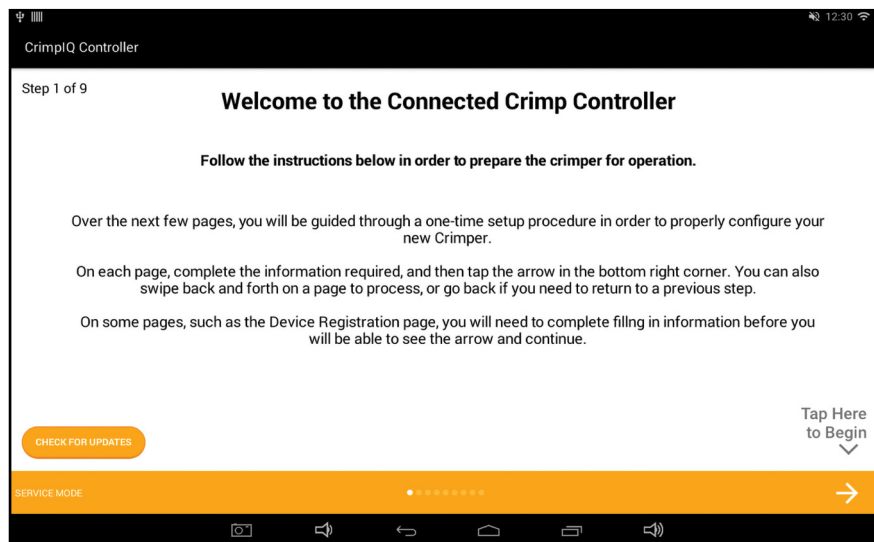 12:30
CrimpIQ Controller
Step 1 of 9
Welcome to the Connected Crimp Controller
Follow the instructions below in order to prepare the crimper for operation.
Over the next few pages, you will be guided through a one-time setup procedure in order to properly configure your
new Crimper.
On each page, complete the information required, and then tap the arrow in the bottom right corner. You can also
swipe back and forth on a page to process, or go back if you need to return to a previous step.
On some pages, such as the Device Registration page, you will need to complete fillng in information before you
will be able to see the arrow and continue.
Tap Here
to Begin
CHECK FOR UPDATES
SERVICE MODE